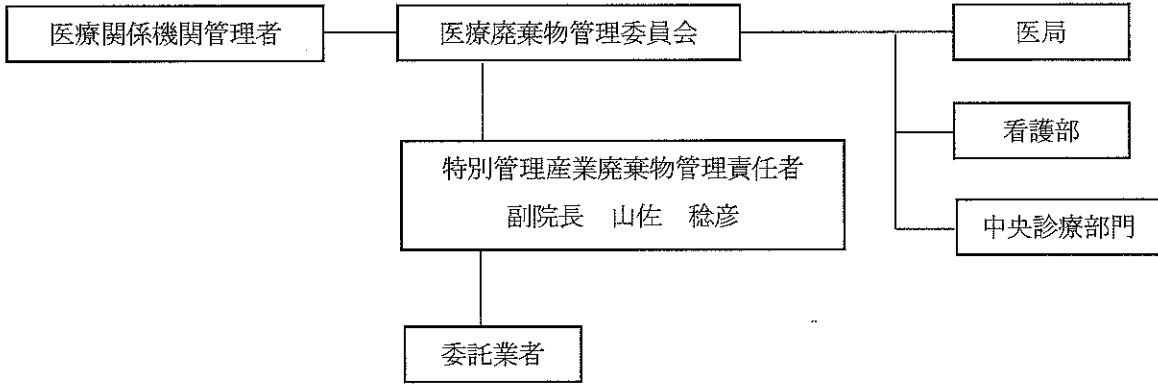 医療関係機関管理者
医療廃棄物管理委員会
医局
看護部
特別管理産業廃棄物管理責任者
副院長 山佐 稔彦
中央診療部門
委託業者